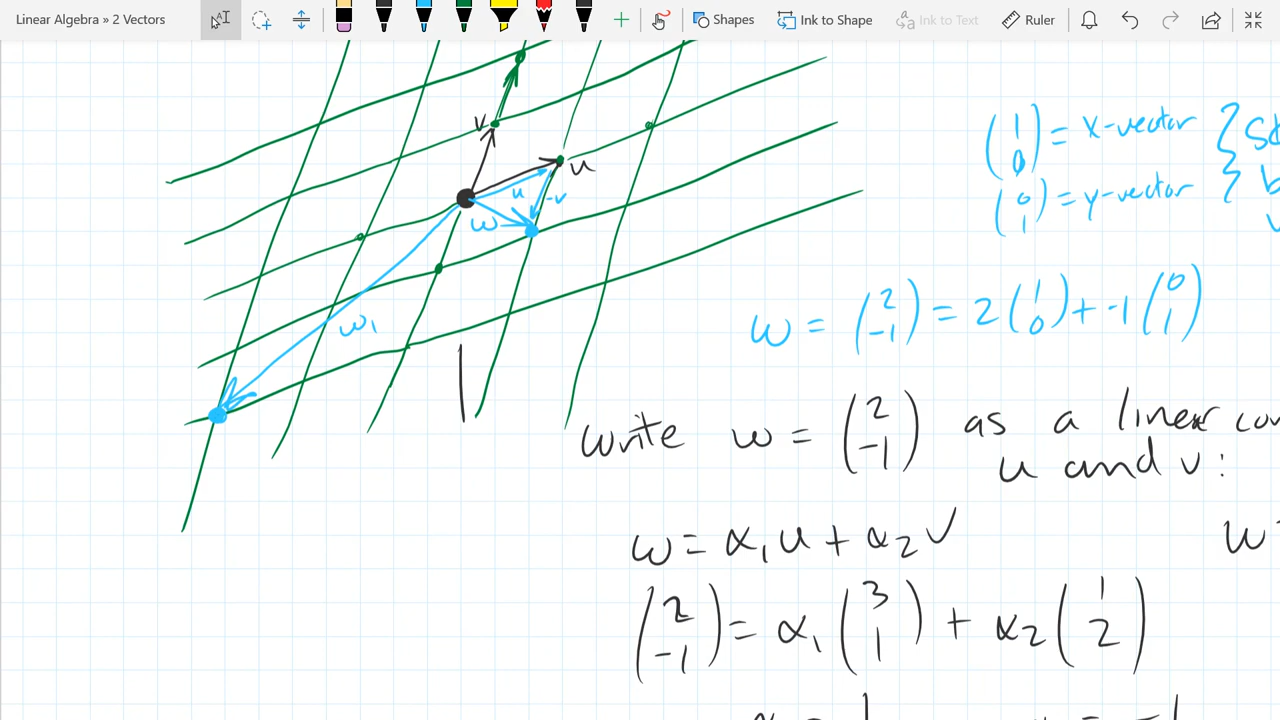 Linear Algebra » 2 Vectors
Shapes
Ink to Shape
Ink to Text
Ruler
v
u
u
-v
w
w₁
(1 0) = x-vector
(0 1) = y-vector
w = (2 -1) = 2 (1 0) + -1 (0 1)
Write w = (2 -1) as a linear
u and v:
w = α₁u + α₂v
w
(2 -1) = α₁ (3 1) + α₂ (1 2)